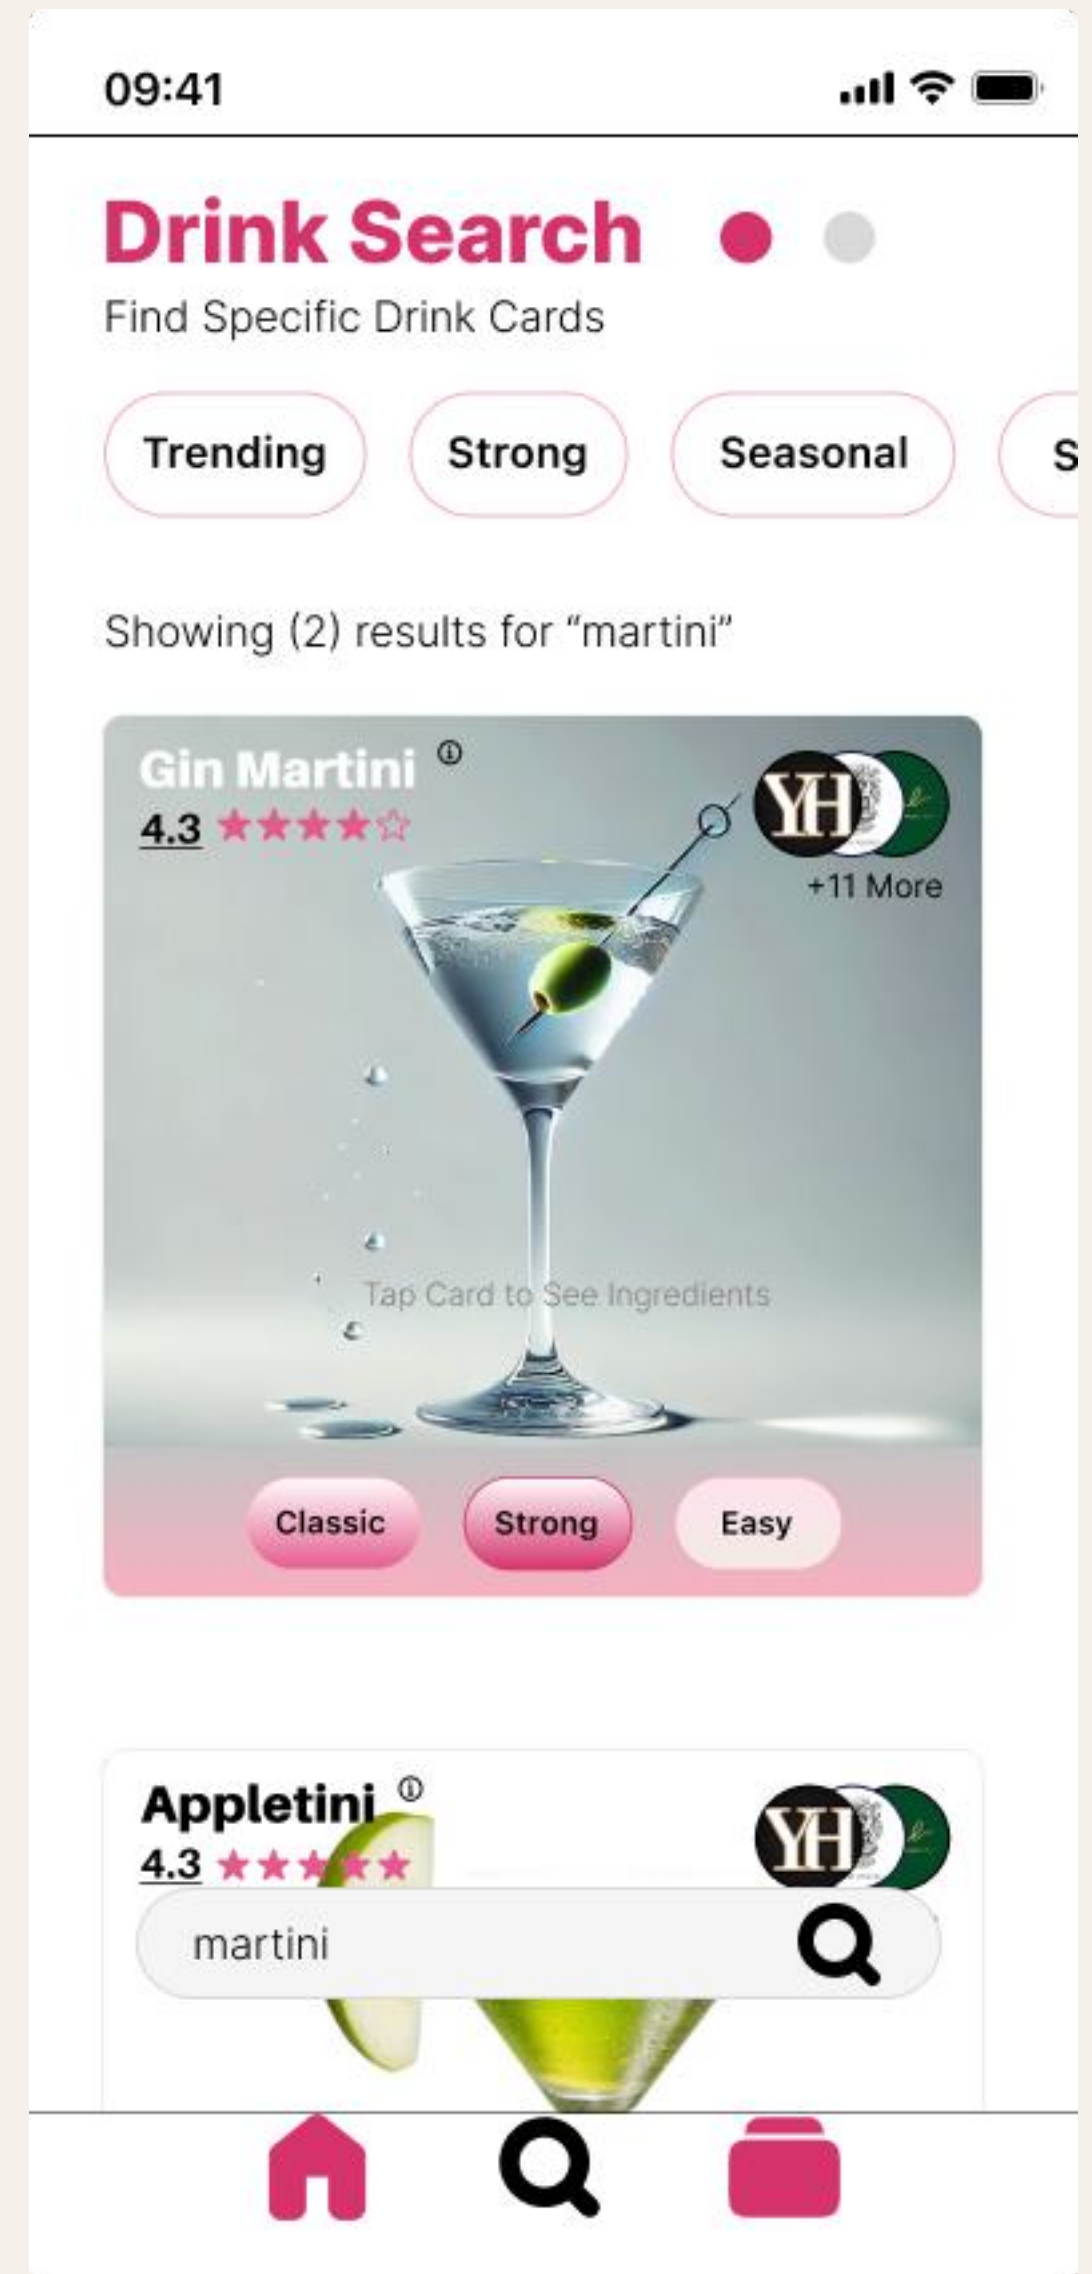 09:41
Drink Search
Find Specific Drink Cards
Trending Strong Seasonal S
Showing (2) results for “martini”
Gin Martini
4.3
YH
+11 More
Tap Card to See Ingredients
Classic Strong Easy
Appletini
4.3
YH
martini